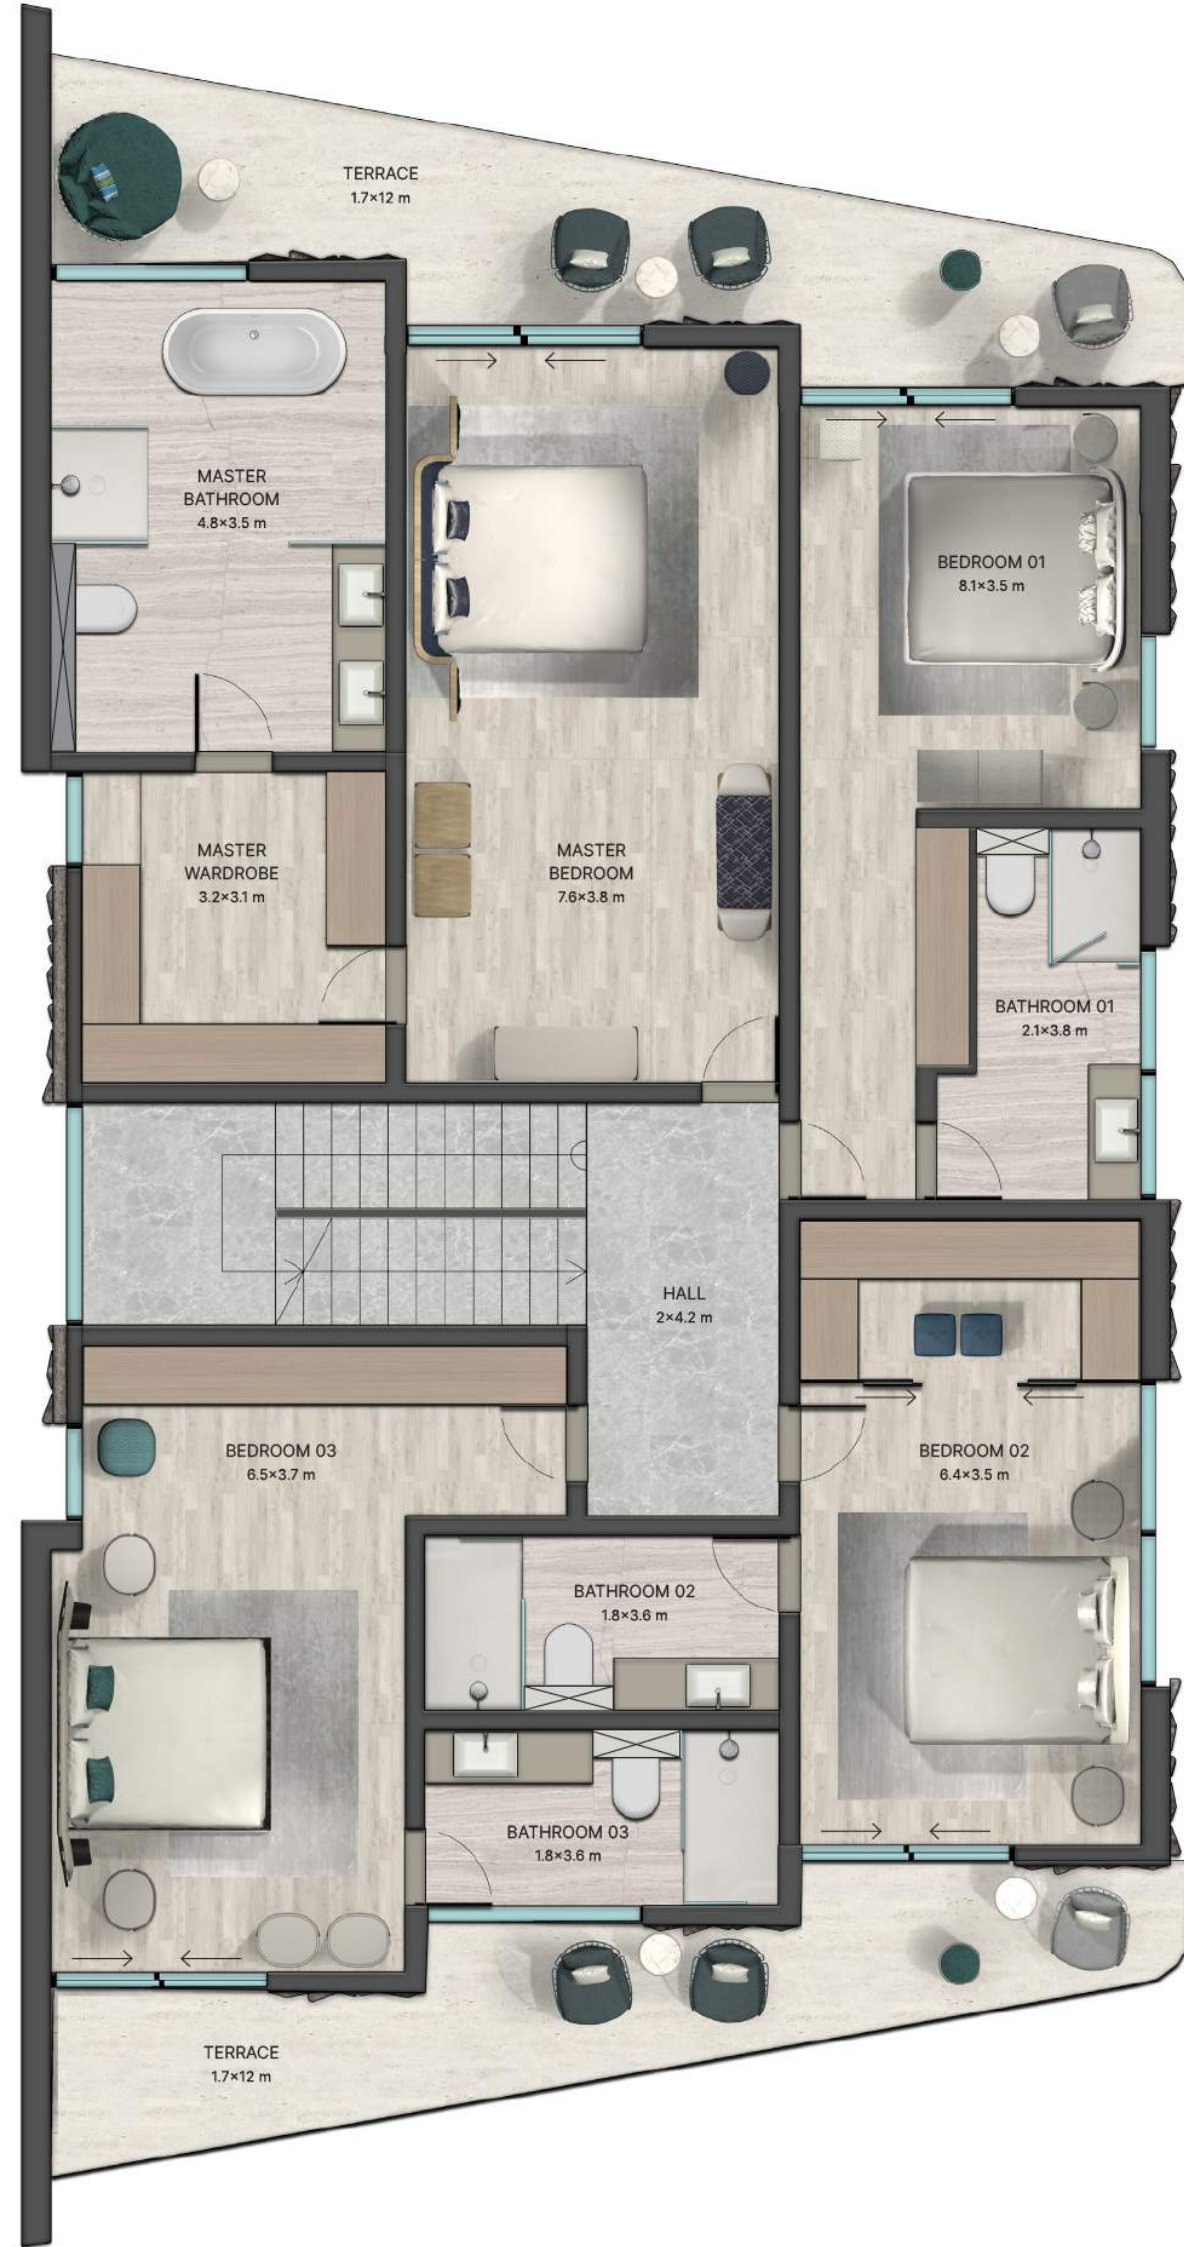 TERRACE
1.7×12 m
MASTER
BATHROOM
4.8×3.5 m
BEDROOM 01
8.1×3.5 m
MASTER
WARDROBE
3.2×3.1 m
MASTER
BEDROOM
7.6×3.8 m
BATHROOM 01
2.1×3.8 m
HALL
2×4.2 m
BEDROOM 03
6.5×3.7 m
BEDROOM 02
6.4×3.5 m
BATHROOM 02
1.8×3.6 m
BATHROOM 03
1.8×3.6 m
TERRACE
1.7×12 m